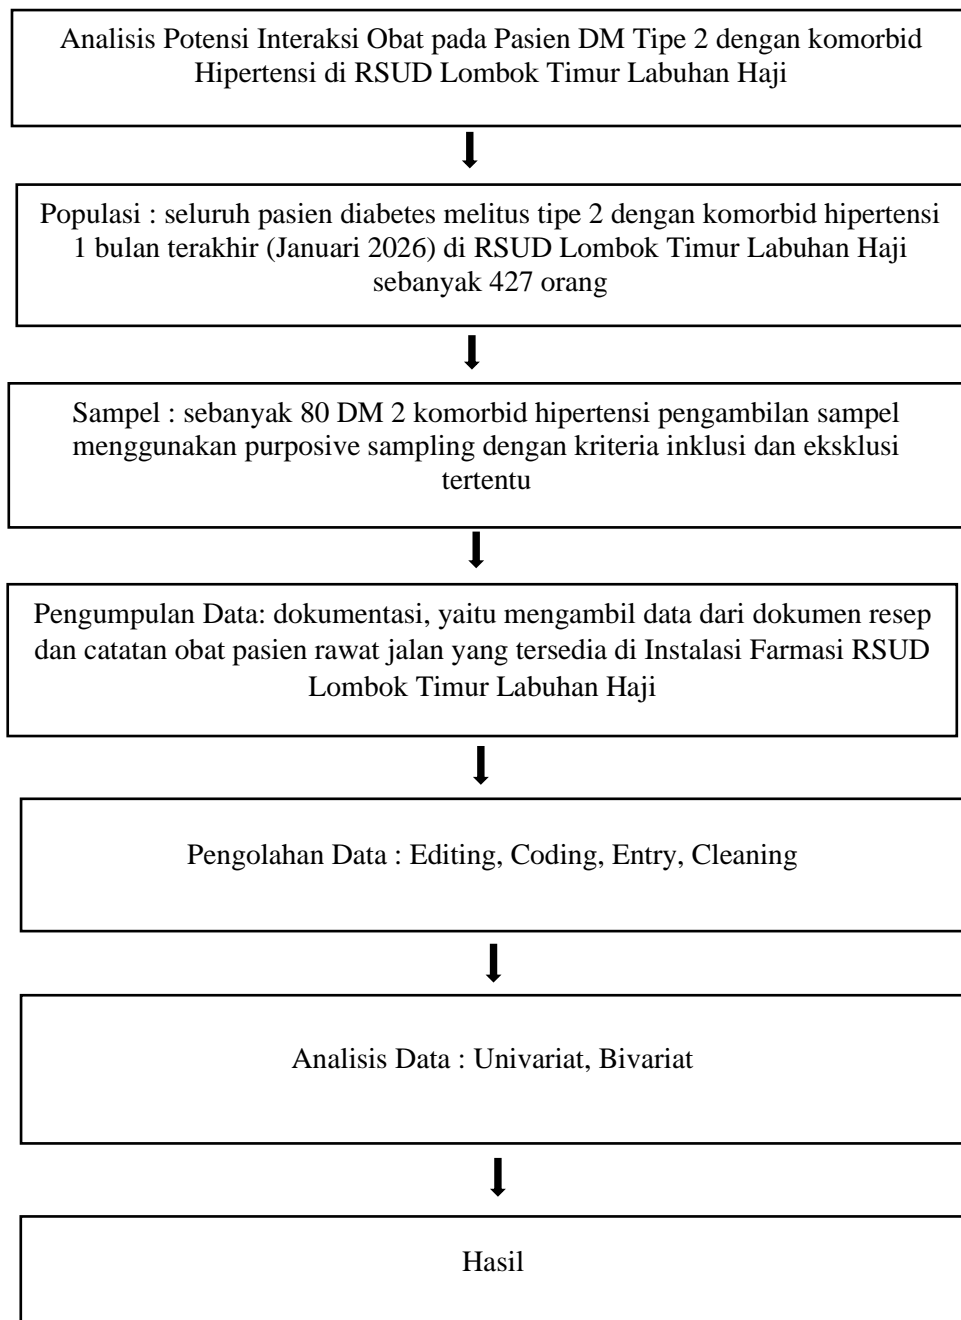 Analisis Potensi Interaksi Obat pada Pasien DM Tipe 2 dengan komorbid
Hipertensi di RSUD Lombok Timur Labuhan Haji
Populasi : seluruh pasien diabetes melitus tipe 2 dengan komorbid hipertensi
1 bulan terakhir (Januari 2026) di RSUD Lombok Timur Labuhan Haji
sebanyak 427 orang
Sampel : sebanyak 80 DM 2 komorbid hipertensi pengambilan sampel
menggunakan purposive sampling dengan kriteria inklusi dan eksklusi
tertentu
Pengumpulan Data: dokumentasi, yaitu mengambil data dari dokumen resep
dan catatan obat pasien rawat jalan yang tersedia di Instalasi Farmasi RSUD
Lombok Timur Labuhan Haji
Pengolahan Data : Editing, Coding, Entry, Cleaning
Analisis Data : Univariat, Bivariat
Hasil